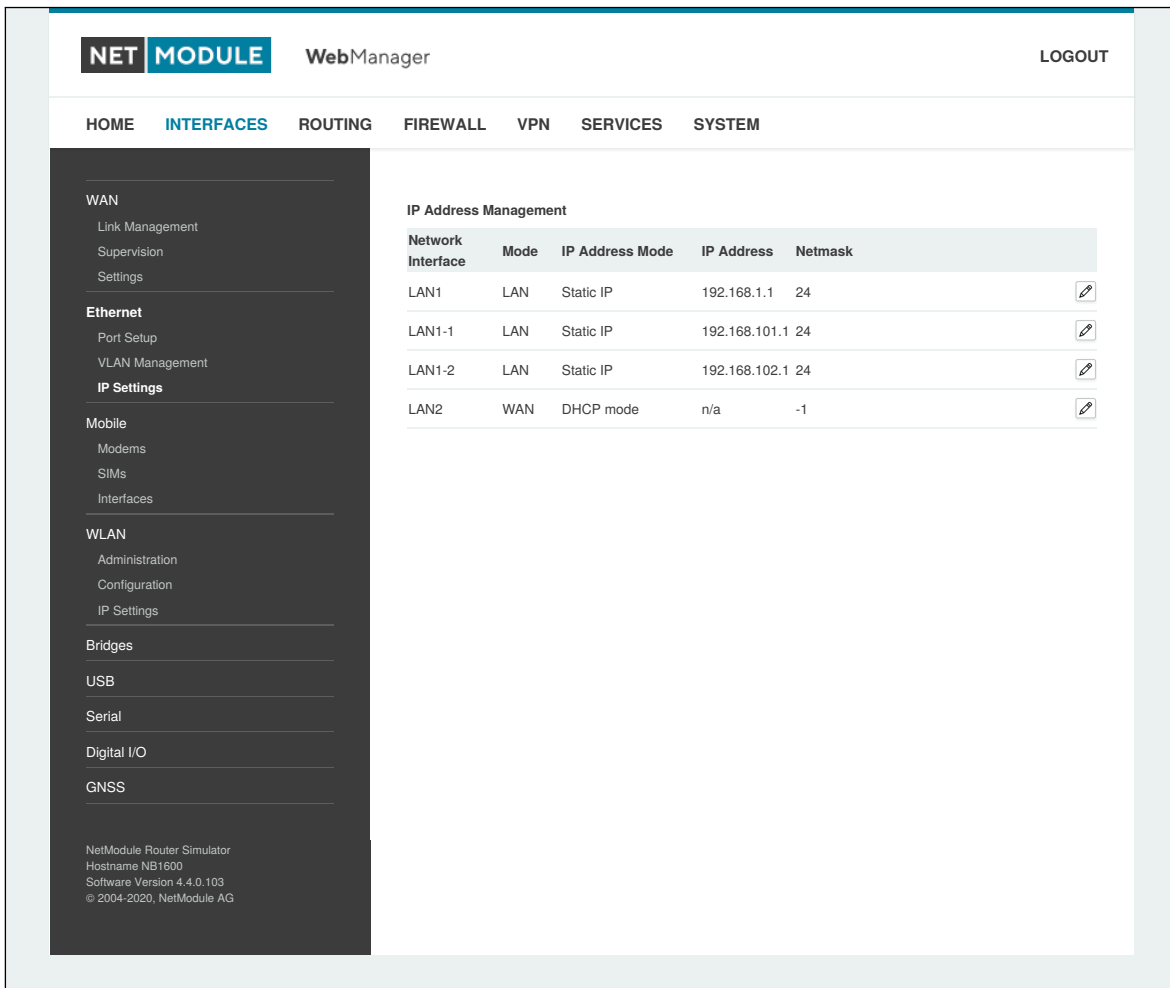 NET MODULE WebManager LOGOUT
HOME INTERFACES ROUTING FIREWALL VPN SERVICES SYSTEM
WAN
Link Management
Supervision
Settings
Ethernet
Port Setup
VLAN Management
IP Settings
Mobile
Modems
SIMs
Interfaces
WLAN
Administration
Configuration
IP Settings
Bridges
USB
Serial
Digital I/O
GNSS
NetModule Router Simulator
Hostname NB1600
Software Version 4.4.0.103
© 2004-2020, NetModule AG
IP Address Management
Network Interface Mode IP Address Mode IP Address Netmask
LAN1 LAN Static IP 192.168.1.1 24
LAN1-1 LAN Static IP 192.168.101.1 24
LAN1-2 LAN Static IP 192.168.102.1 24
LAN2 WAN DHCP mode n/a -1